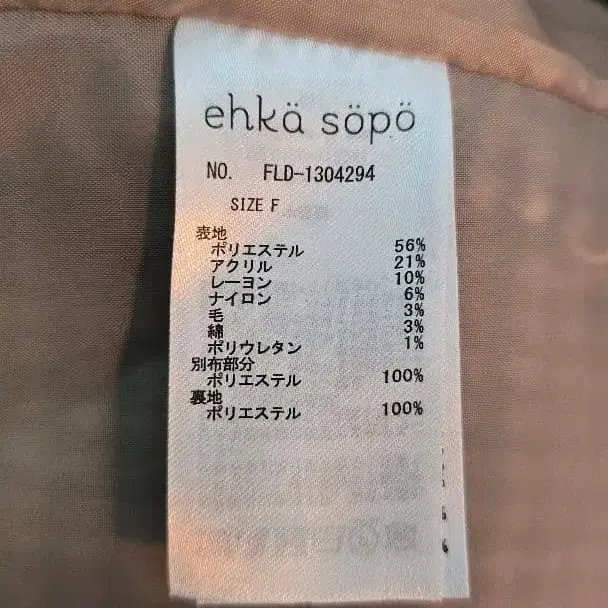 ehkä söpö
NO. FLD-1304294
SIZE F
表地
ポリエステル 56%
アクリル 21%
レーヨン 10%
ナイロン 6%
毛 3%
綿 3%
ポリウレタン 1%
別布部分
ポリエステル 100%
裏地
ポリエステル 100%